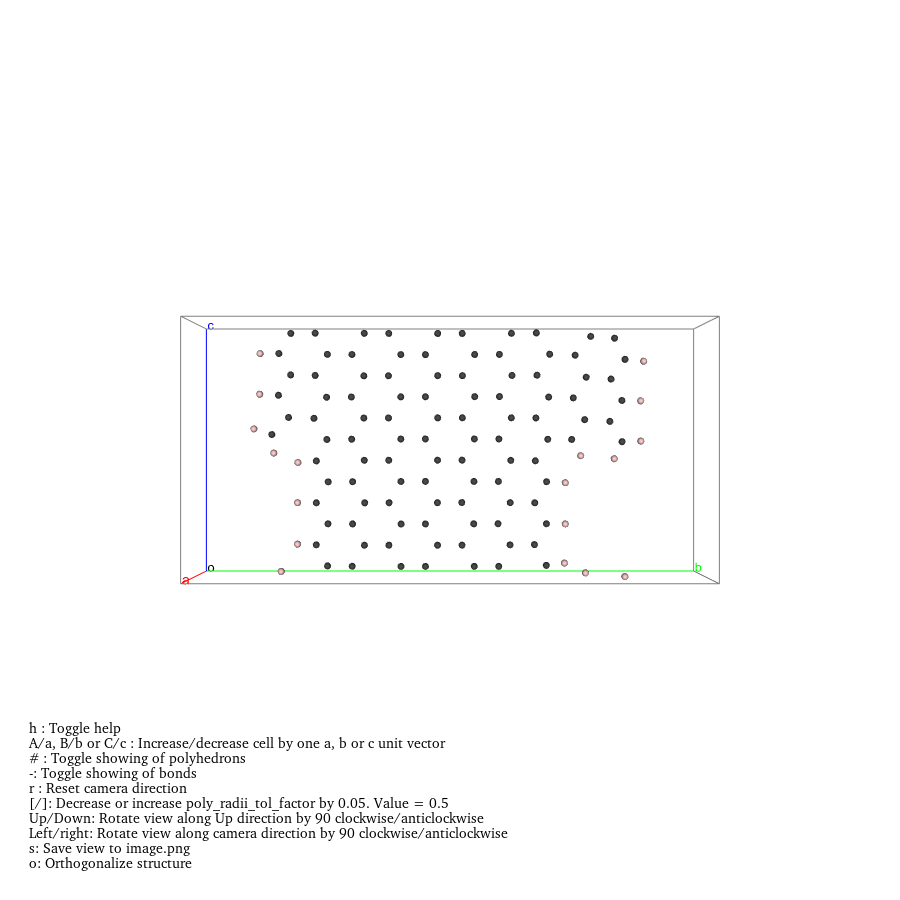 c
o
a
b
h : Toggle help
A/a, B/b or C/c : Increase/decrease cell by one a, b or c unit vector
# : Toggle showing of polyhedrons
-: Toggle showing of bonds
r : Reset camera direction
[/]: Decrease or increase poly_radii_tol_factor by 0.05. Value = 0.5
Up/Down: Rotate view along Up direction by 90 clockwise/anticlockwise
Left/right: Rotate view along camera direction by 90 clockwise/anticlockwise
s: Save view to image.png
o: Orthogonalize structure